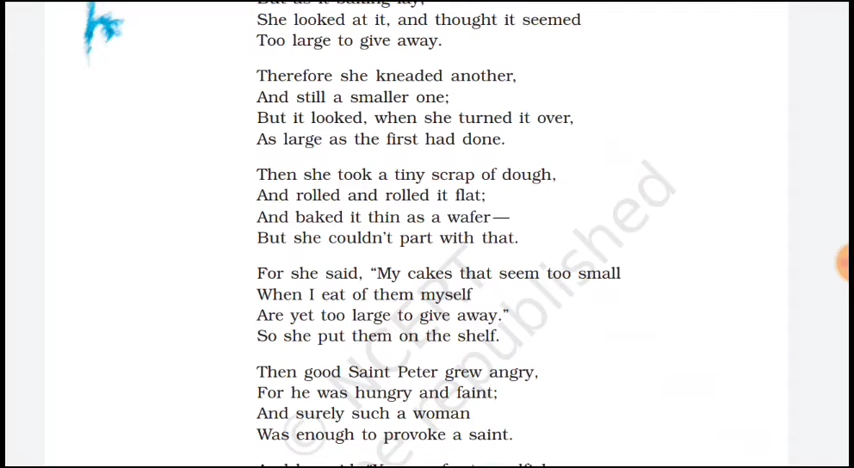 She looked at it, and thought it seemed
Too large to give away.
Therefore she kneaded another,
And still a smaller one;
But it looked, when she turned it over,
As large as the first had done.
Then she took a tiny scrap of dough,
And rolled and rolled it flat;
And baked it thin as a wafer—
But she couldn't part with that.
For she said, “My cakes that seem too small
When I eat of them myself
Are yet too large to give away.”
So she put them on the shelf.
Then good Saint Peter grew angry,
For he was hungry and faint;
And surely such a woman
Was enough to provoke a saint.
© NCERT
be republished